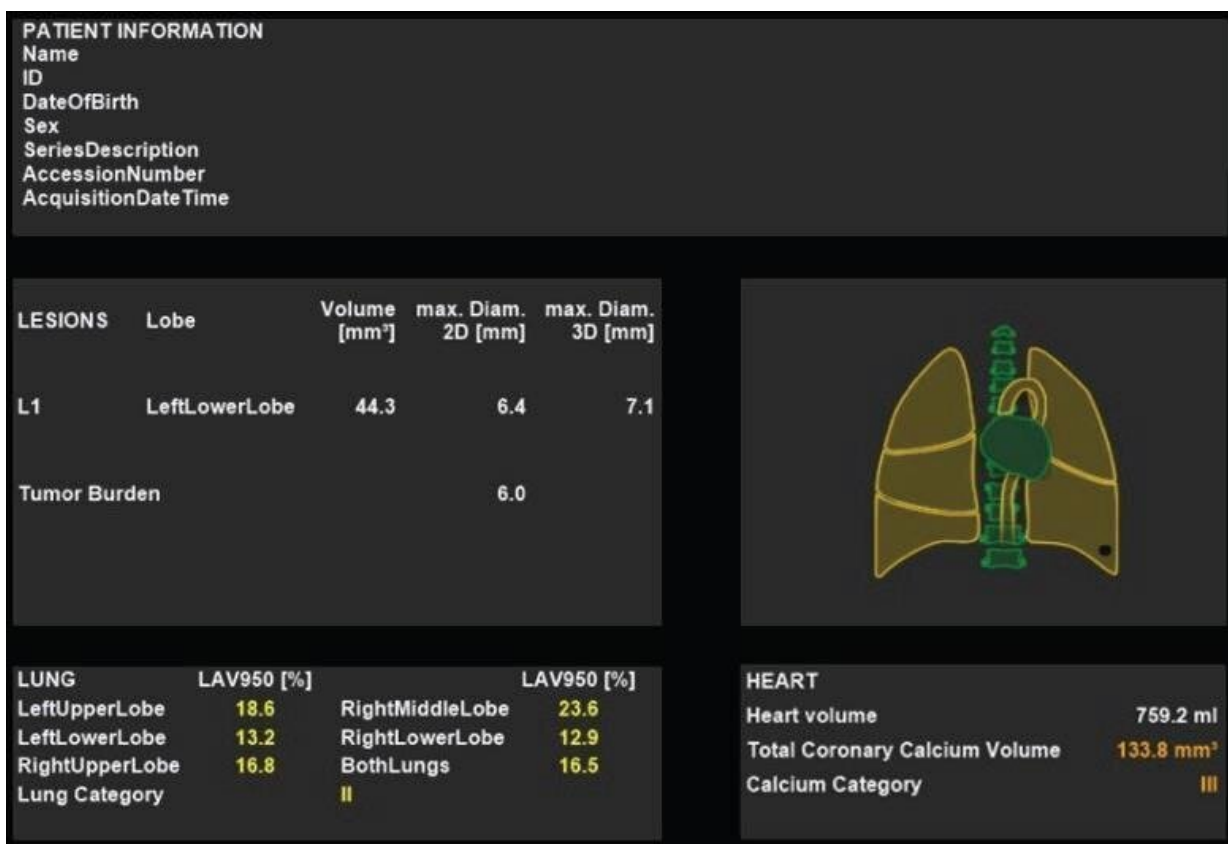 PATIENT INFORMATION
Name
ID
DateOfBirth
Sex
SeriesDescription
AccessionNumber
AcquisitionDateTime
LESIONS Lobe Volume [mm³] max. Diam. 2D [mm] max. Diam. 3D [mm]
L1 LeftLowerLobe 44.3 6.4 7.1
Tumor Burden 6.0
LUNG LAV950 [%] LAV950 [%]
LeftUpperLobe 18.6 RightMiddleLobe 23.6
LeftLowerLobe 13.2 RightLowerLobe 12.9
RightUpperLobe 16.8 BothLungs 16.5
Lung Category II
HEART
Heart volume 759.2 ml
Total Coronary Calcium Volume 133.8 mm³
Calcium Category III